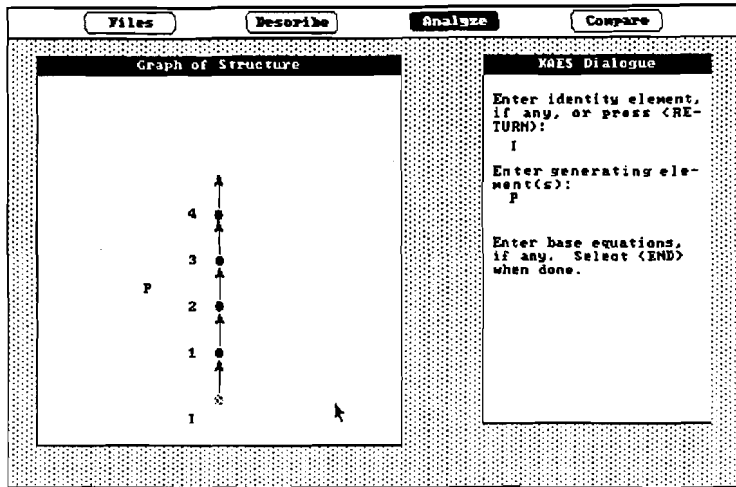 Files
Describe
Analyze
Compare
Graph of Structure
4
3
P
2
1
I
XAES Dialogue
Enter identity element,
if any, or press <RE-
TURN>:
I
Enter generating ele-
ment(s):
P
Enter base equations,
if any. Select <END>
when done.